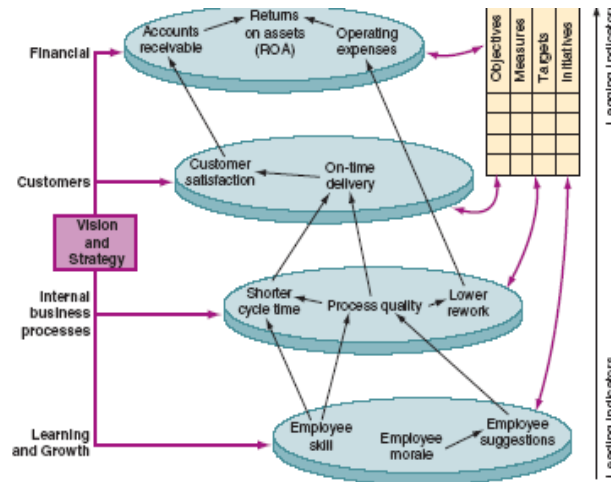 Financial
Accounts
receivable
Returns
on assets
(ROA)
Operating
expenses
Objectives
Measures
Targets
Initiatives
Customers
Customer
satisfaction
On-time
delivery
Vision
and
Strategy
Internal
business
processes
Shorter
cycle time
Process quality
Lower
rework
Learning
and Growth
Employee
skill
Employee
morale
Employee
suggestions
Leading Indicators